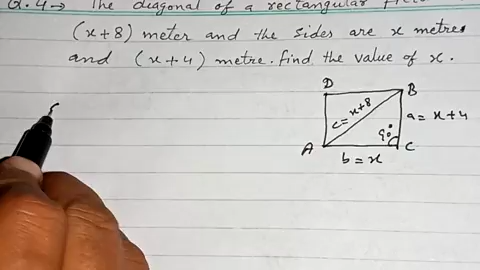 Q.4→ The diagonal of a rectangular
(x+8) meter and the sides are x metres
and (x+4) metre. find the value of x.
D
B
c = x+8
a = x+4
90°
A
C
b = x